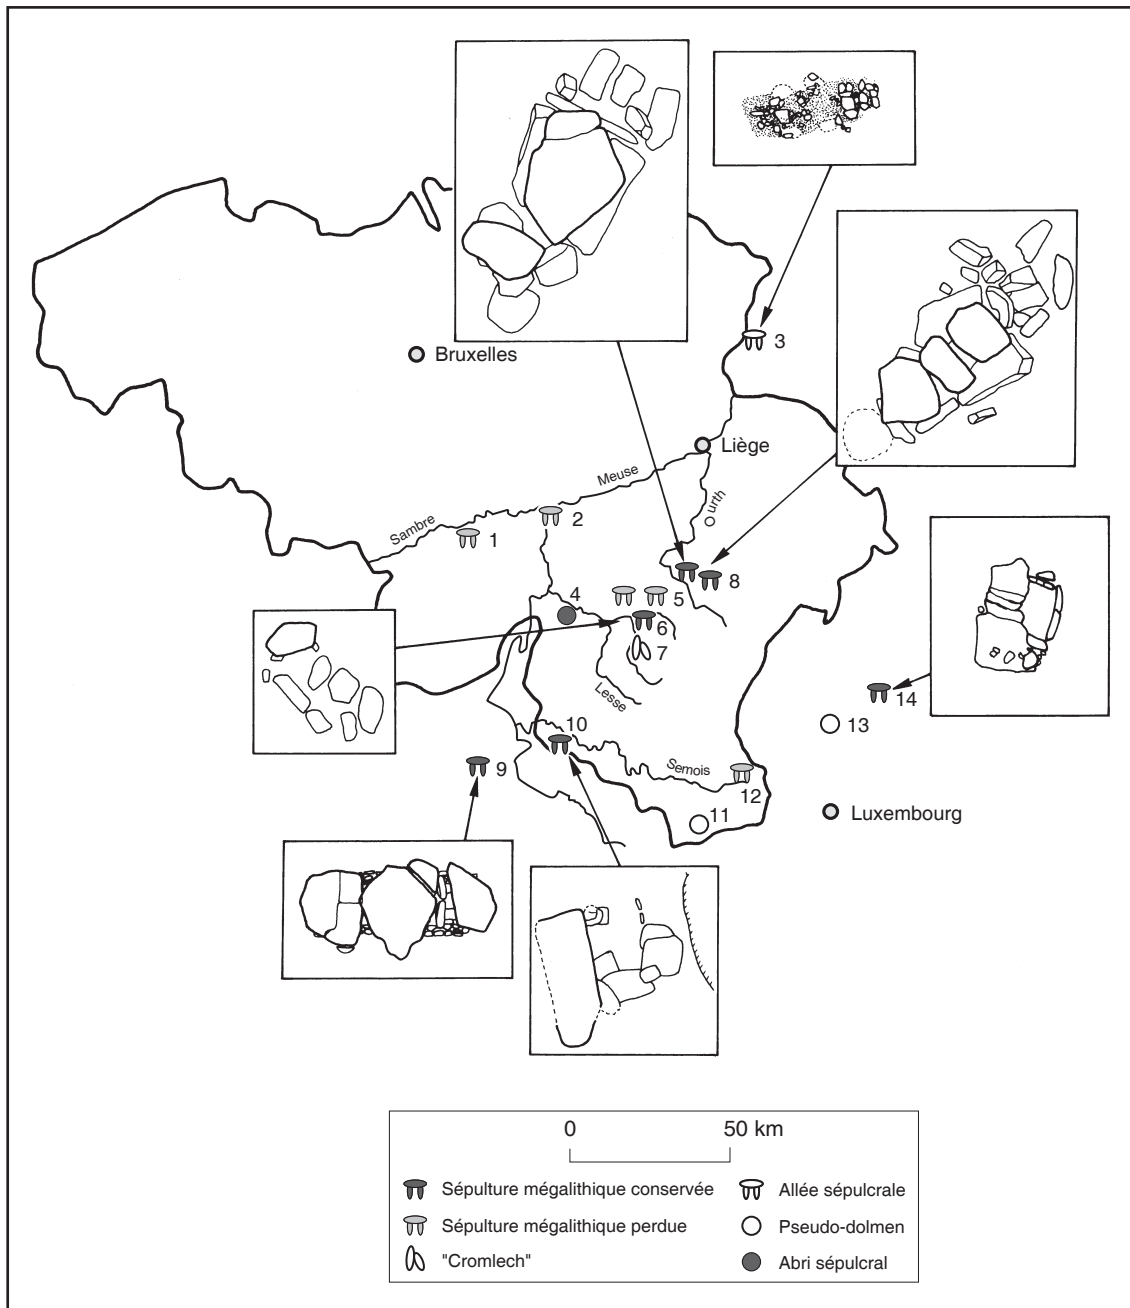 3
Bruxelles
Liège
Meuse
Ourth
Sambre
2
1
8
4
5
6
7
Lesse
14
13
10
9
Semois
12
11
Luxembourg
0 50 km
Sépulture mégalithique conservée
Allée sépulcrale
Sépulture mégalithique perdue
Pseudo-dolmen
"Cromlech"
Abri sépulcral